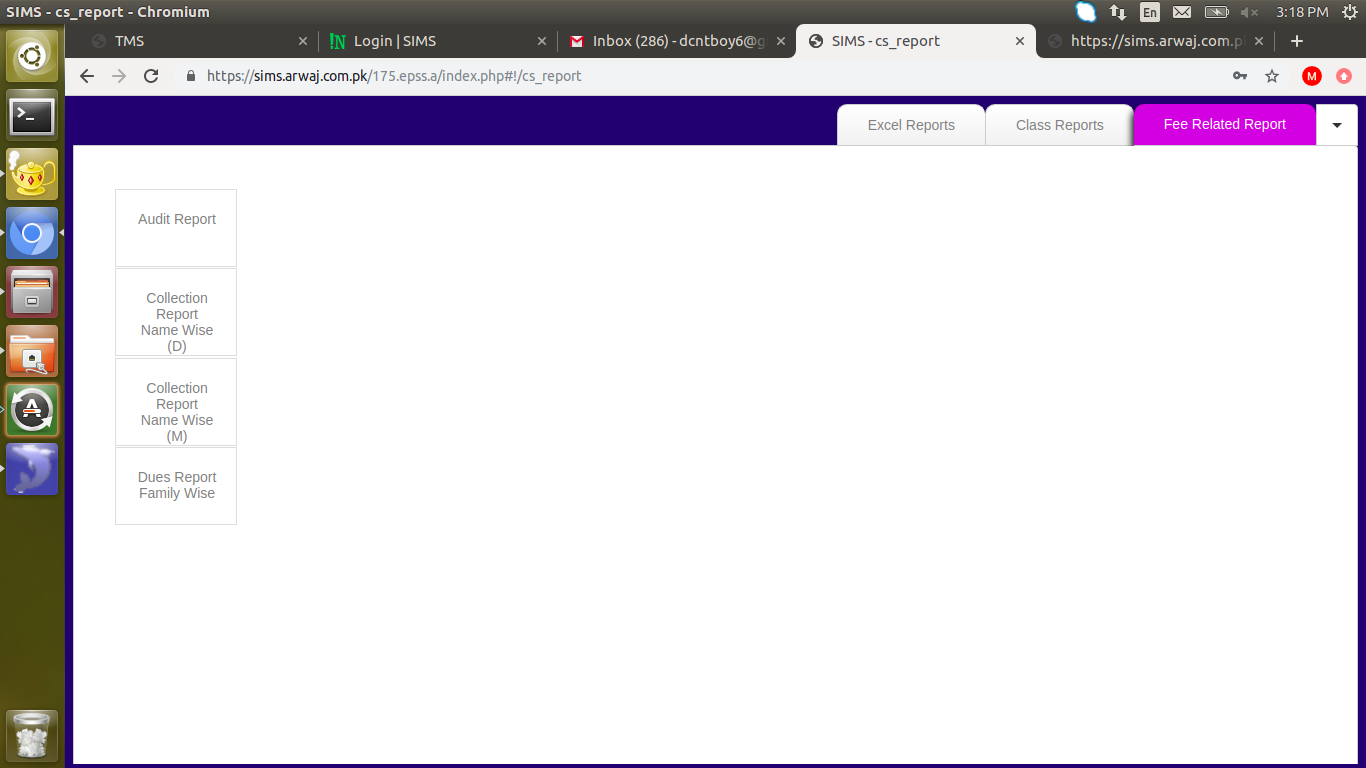 SIMS - cs_report - Chromium
En
3:18 PM
TMS
Login | SIMS
Inbox (286) - dcntboy6@g
SIMS - cs_report
https://sims.arwaj.com.p
https://sims.arwaj.com.pk/175.epss.a/index.php#!/cs_report
M
Excel Reports
Class Reports
Fee Related Report
Audit Report
Collection
Report
Name Wise
(D)
Collection
Report
Name Wise
(M)
Dues Report
Family Wise